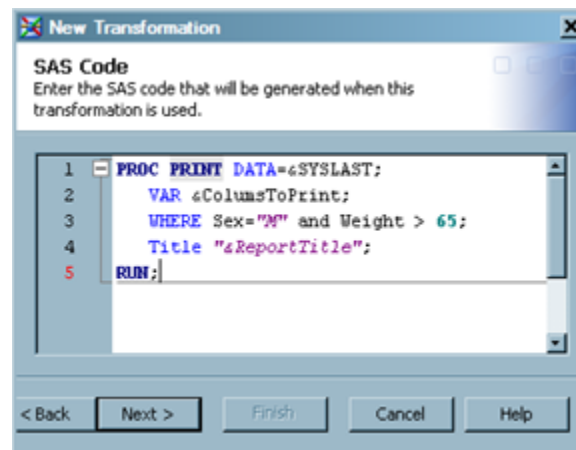 New Transformation
SAS Code
Enter the SAS code that will be generated when this
transformation is used.
1 PROC PRINT DATA=&SYSLAST;
2 VAR &ColumsToPrint;
3 WHERE Sex="M" and Weight > 65;
4 Title "&ReportTitle";
5 RUN;
< Back Next > Finish Cancel Help